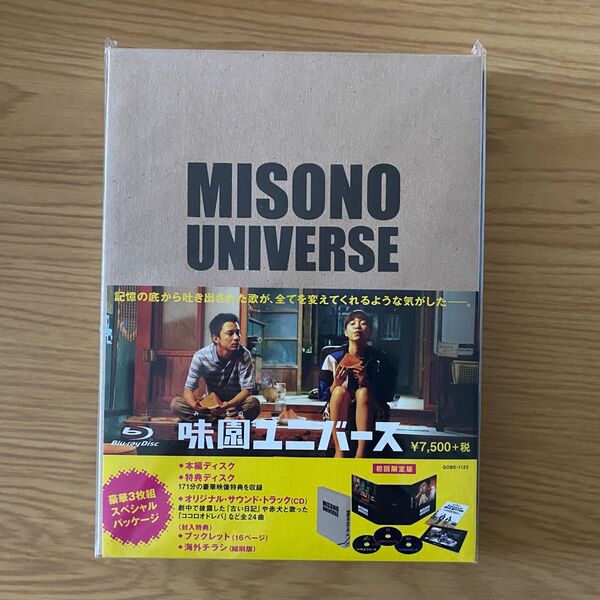 MISONO
UNIVERSE
記憶の底から吐き出された歌が、全てを変えてくれるような気がした――。
Blu-ray Disc
味園ユニバース
¥7,500+税
豪華3枚組
スペシャル
パッケージ
◆本編ディスク
◆特典ディスク
171分の豪華映像特典を収録
◆オリジナル・サウンド・トラック(CD)
劇中で披露した「古い日記」や赤犬と歌った
「ココロオドレバ」など全24曲
(封入特典)
◆ブックレット(16ページ)
◆海外チラシ(縮刷版)
初回限定版
GOBS-1125
MISONO
UNIVERSE